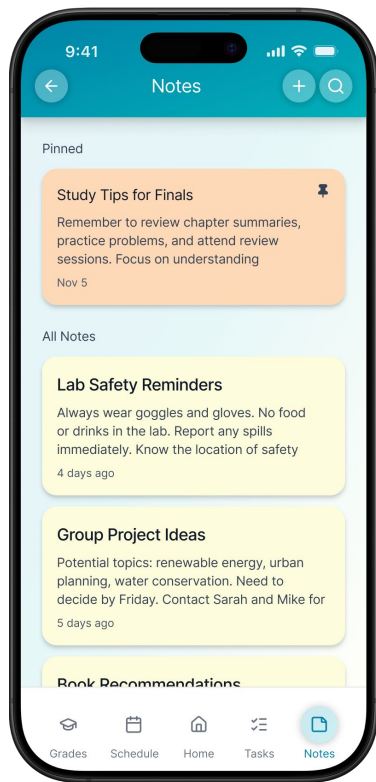 9:41
Notes
Pinned
Study Tips for Finals
Remember to review chapter summaries,
practice problems, and attend review
sessions. Focus on understanding
Nov 5
All Notes
Lab Safety Reminders
Always wear goggles and gloves. No food
or drinks in the lab. Report any spills
immediately. Know the location of safety
4 days ago
Group Project Ideas
Potential topics: renewable energy, urban
planning, water conservation. Need to
decide by Friday. Contact Sarah and Mike for
5 days ago
Book Recommendations
Grades
Schedule
Home
Tasks
Notes